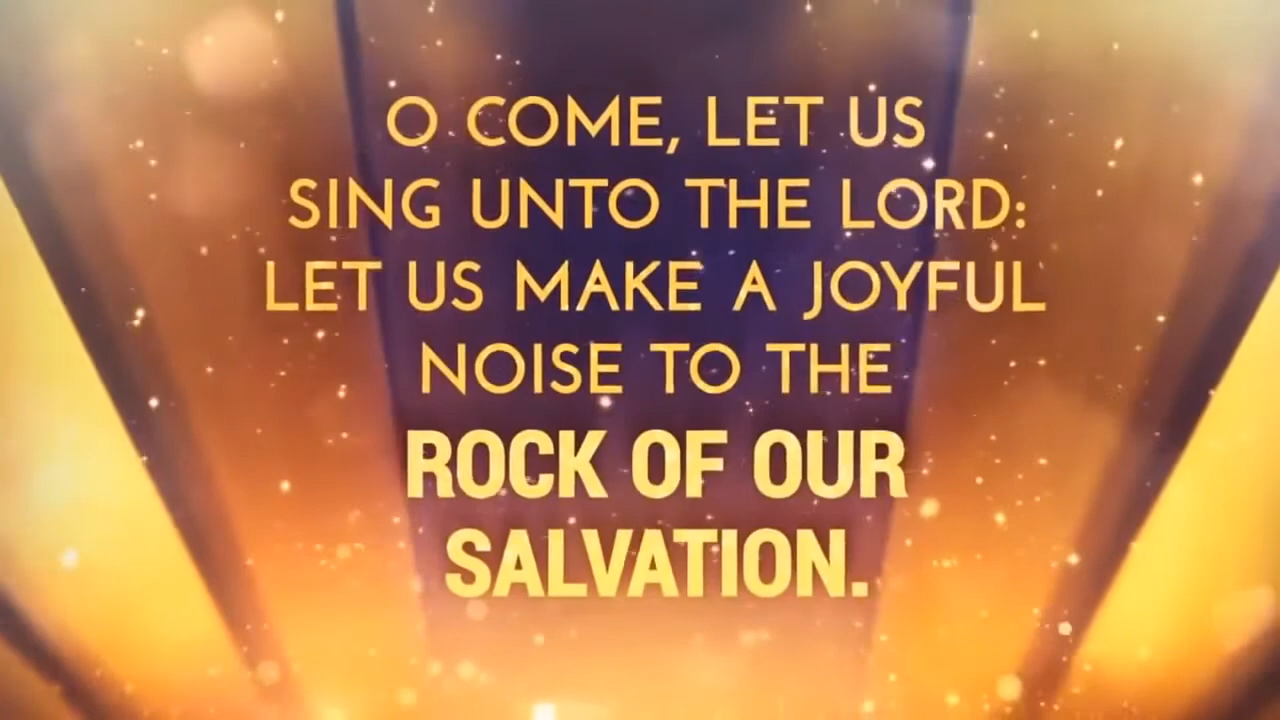 O COME, LET US
SING UNTO THE LORD:
LET US MAKE A JOYFUL
NOISE TO THE
ROCK OF OUR
SALVATION.